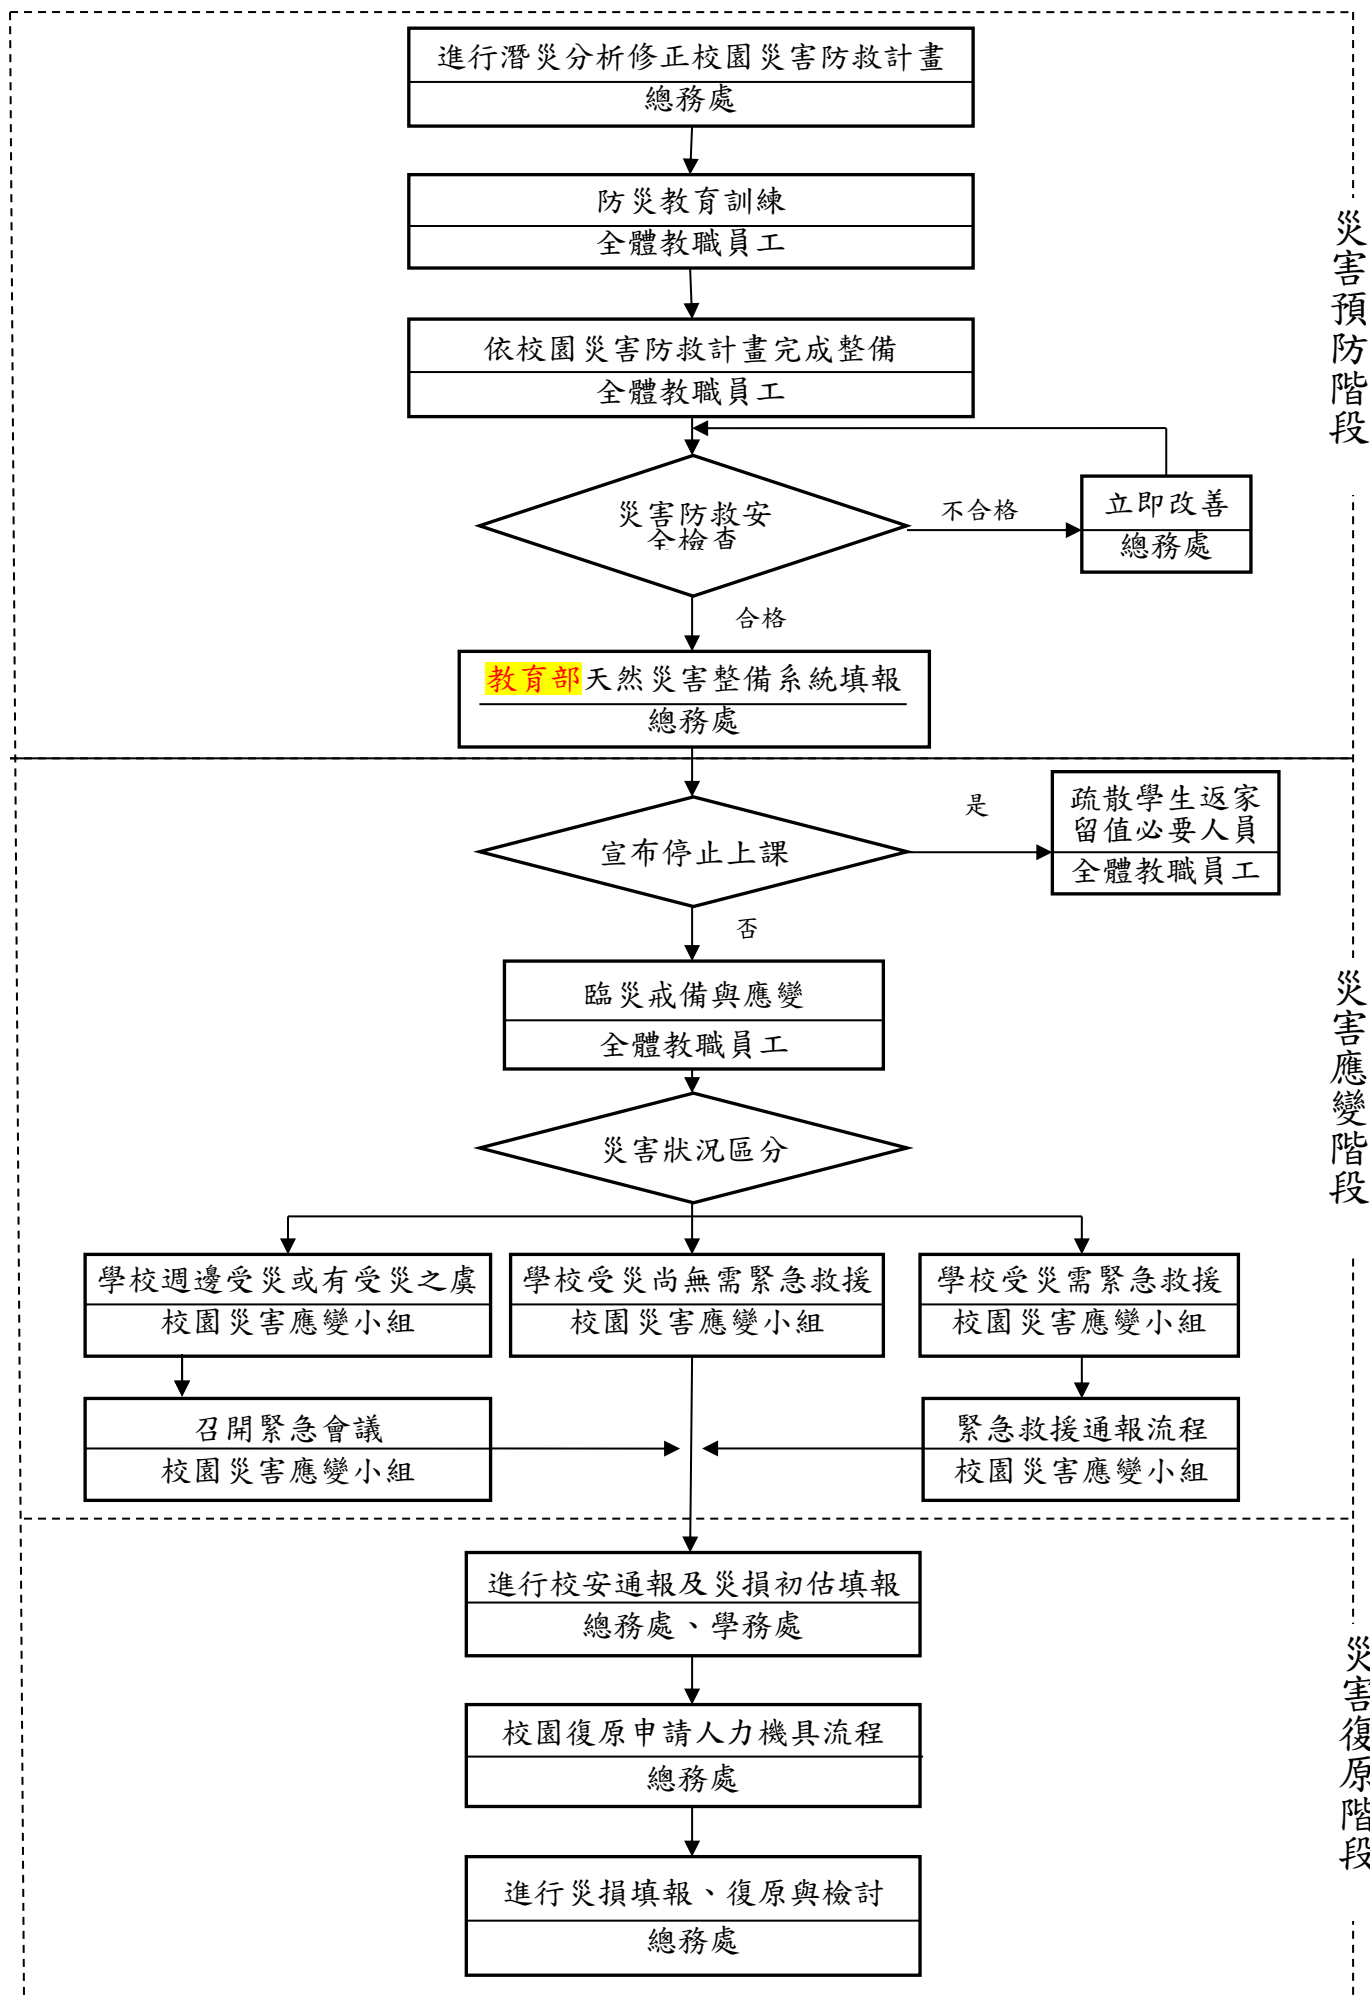 進行潛災分析修正校園災害防救計畫
總務處
防災教育訓練
全體教職員工
依校園災害防救計畫完成整備
全體教職員工
災害預防階段
災害防救安
全檢查
不合格
立即改善
總務處
合格
教育部天然災害整備系統填報
總務處
宣布停止上課
是
疏散學生返家
留值必要人員
全體教職員工
否
臨災戒備與應變
全體教職員工
災害應變階段
災害狀況區分
學校週邊受災或有受災之虞
校園災害應變小組
學校受災尚無需緊急救援
校園災害應變小組
學校受災需緊急救援
校園災害應變小組
召開緊急會議
校園災害應變小組
緊急救援通報流程
校園災害應變小組
進行校安通報及災損初估填報
總務處、學務處
校園復原申請人力機具流程
總務處
災害復原階段
進行災損填報、復原與檢討
總務處